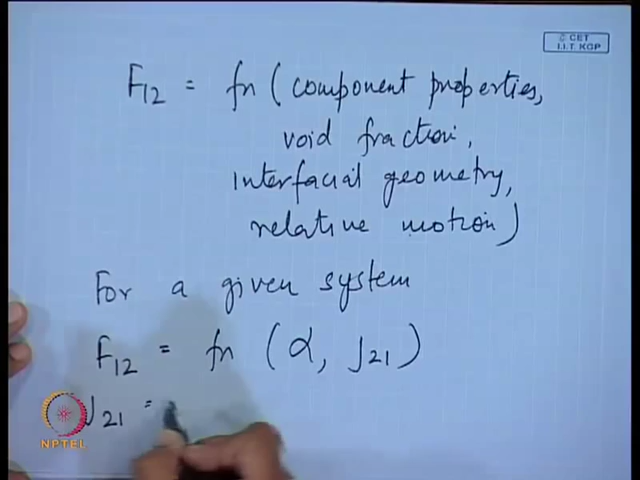 © CET
I.I.T. KGP
F12 = fn ( component properties,
void fraction,
interfacial geometry,
relative motion )
For a given system
F12 = fn ( α, j21 )
j21 =
NPTEL